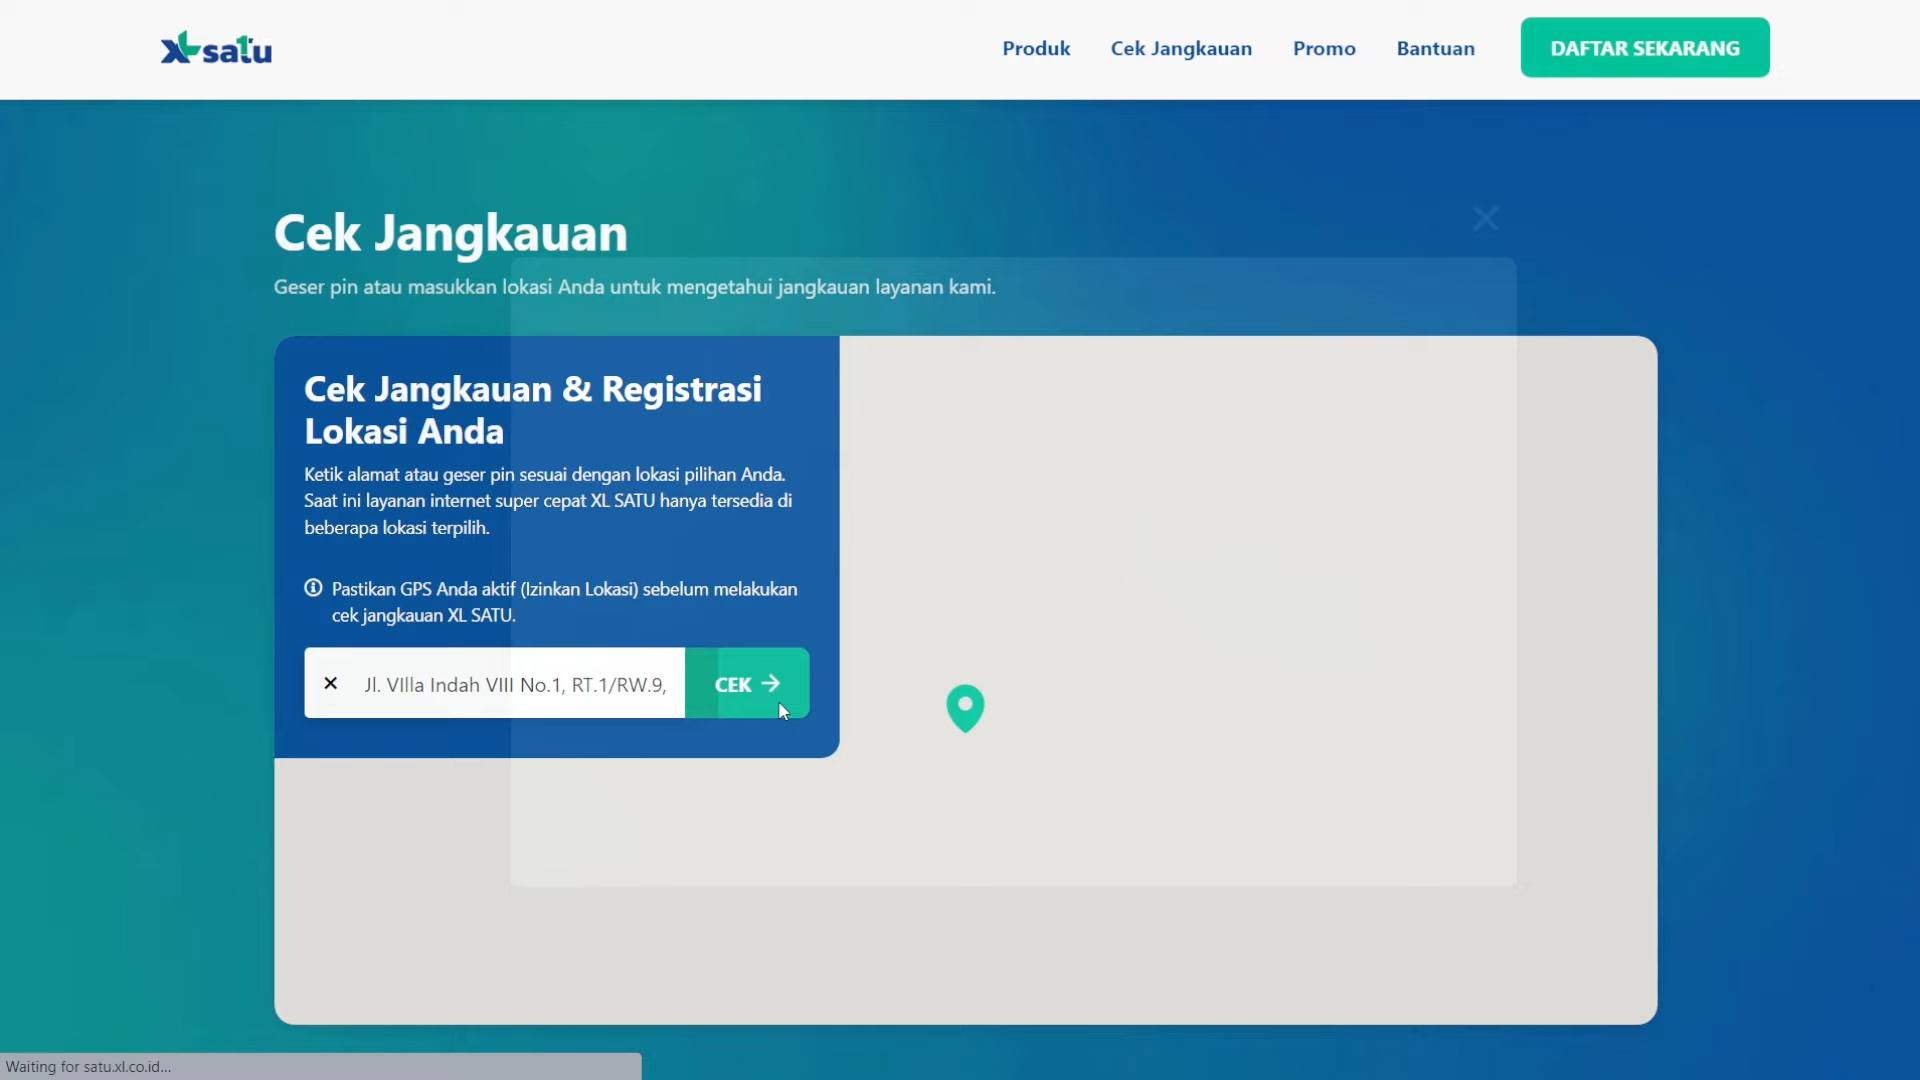 XL satu
Produk
Cek Jangkauan
Promo
Bantuan
DAFTAR SEKARANG
Cek Jangkauan
Geser pin atau masukkan lokasi Anda untuk mengetahui jangkauan layanan kami.
Cek Jangkauan & Registrasi
Lokasi Anda
Ketik alamat atau geser pin sesuai dengan lokasi pilihan Anda.
Saat ini layanan internet super cepat XL SATU hanya tersedia di
beberapa lokasi terpilih.
Pastikan GPS Anda aktif (Izinkan Lokasi) sebelum melakukan
cek jangkauan XL SATU.
Jl. VIlla Indah VIII No.1, RT.1/RW.9,
CEK
Waiting for satu.xl.co.id...